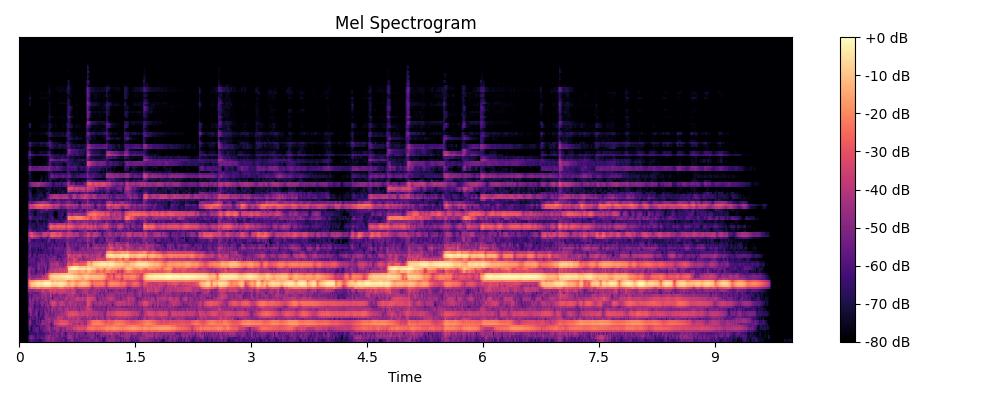 Mel Spectrogram
+0 dB
-10 dB
-20 dB
-30 dB
-40 dB
-50 dB
-60 dB
-70 dB
-80 dB
0 1.5 3 4.5 6 7.5 9
Time